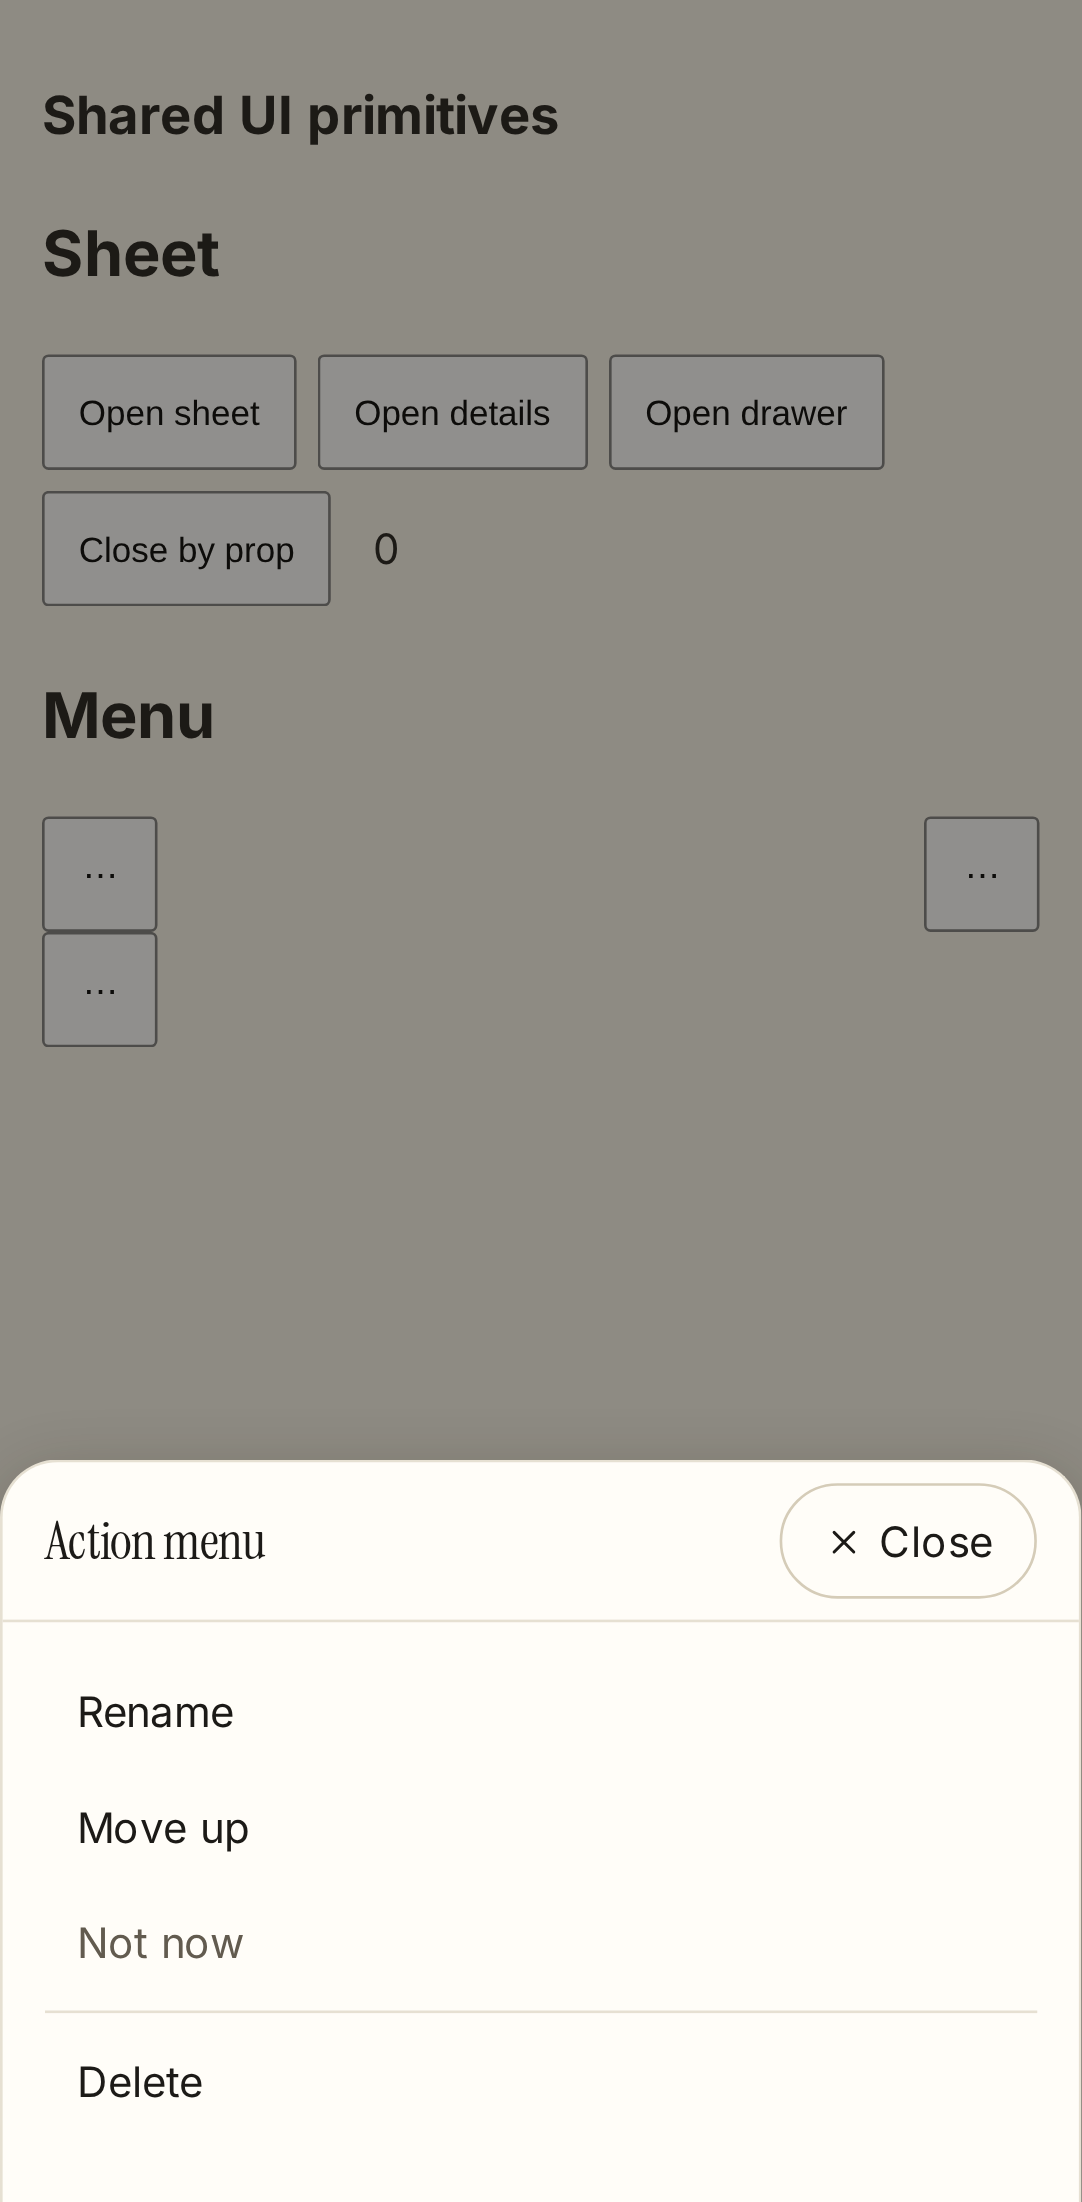 Shared UI primitives
Sheet
Open sheet
Open details
Open drawer
Close by prop
0
Menu
...
...
...
Action menu
Close
Rename
Move up
Not now
Delete